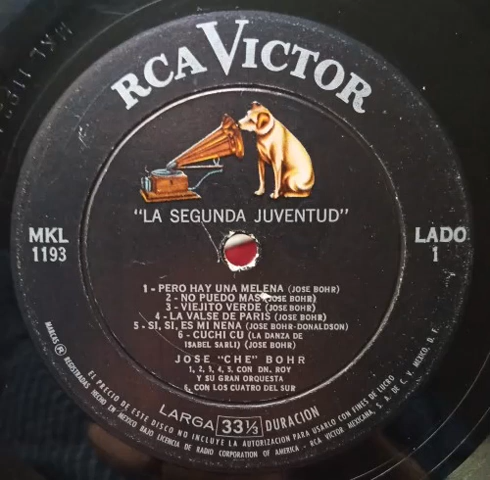 RCA VICTOR
"LA SEGUNDA JUVENTUD"
MKL
1193
LADO
1
1 - PERO HAY UNA MELENA (JOSE BOHR)
2 - NO PUEDO MAS (JOSE BOHR)
3 - VIEJITO VERDE (JOSE BOHR)
4 - LA VALSE DE PARIS (JOSE BOHR)
5 - SI, SI, ES MI NENA (JOSE BOHR-DONALDSON)
6 - CUCHI CU (LA DANZA DE
ISABEL SARLI) (JOSE BOHR)
JOSE "CHE" BOHR
1, 2, 3, 4, 5, CON DN. ROY
Y SU GRAN ORQUESTA
6, CON LOS CUATRO DEL SUR
LARGA 33⅓ DURACION
MARCAS ® REGISTRADAS HECHO EN MEXICO BAJO LICENCIA DE RADIO CORPORATION OF AMERICA - RCA VICTOR MEXICANA, S. A. DE C. V. MEXICO, D. F.
EL PRECIO DE ESTE DISCO NO INCLUYE LA AUTORIZACION PARA USARLO CON FINES DE LUCRO